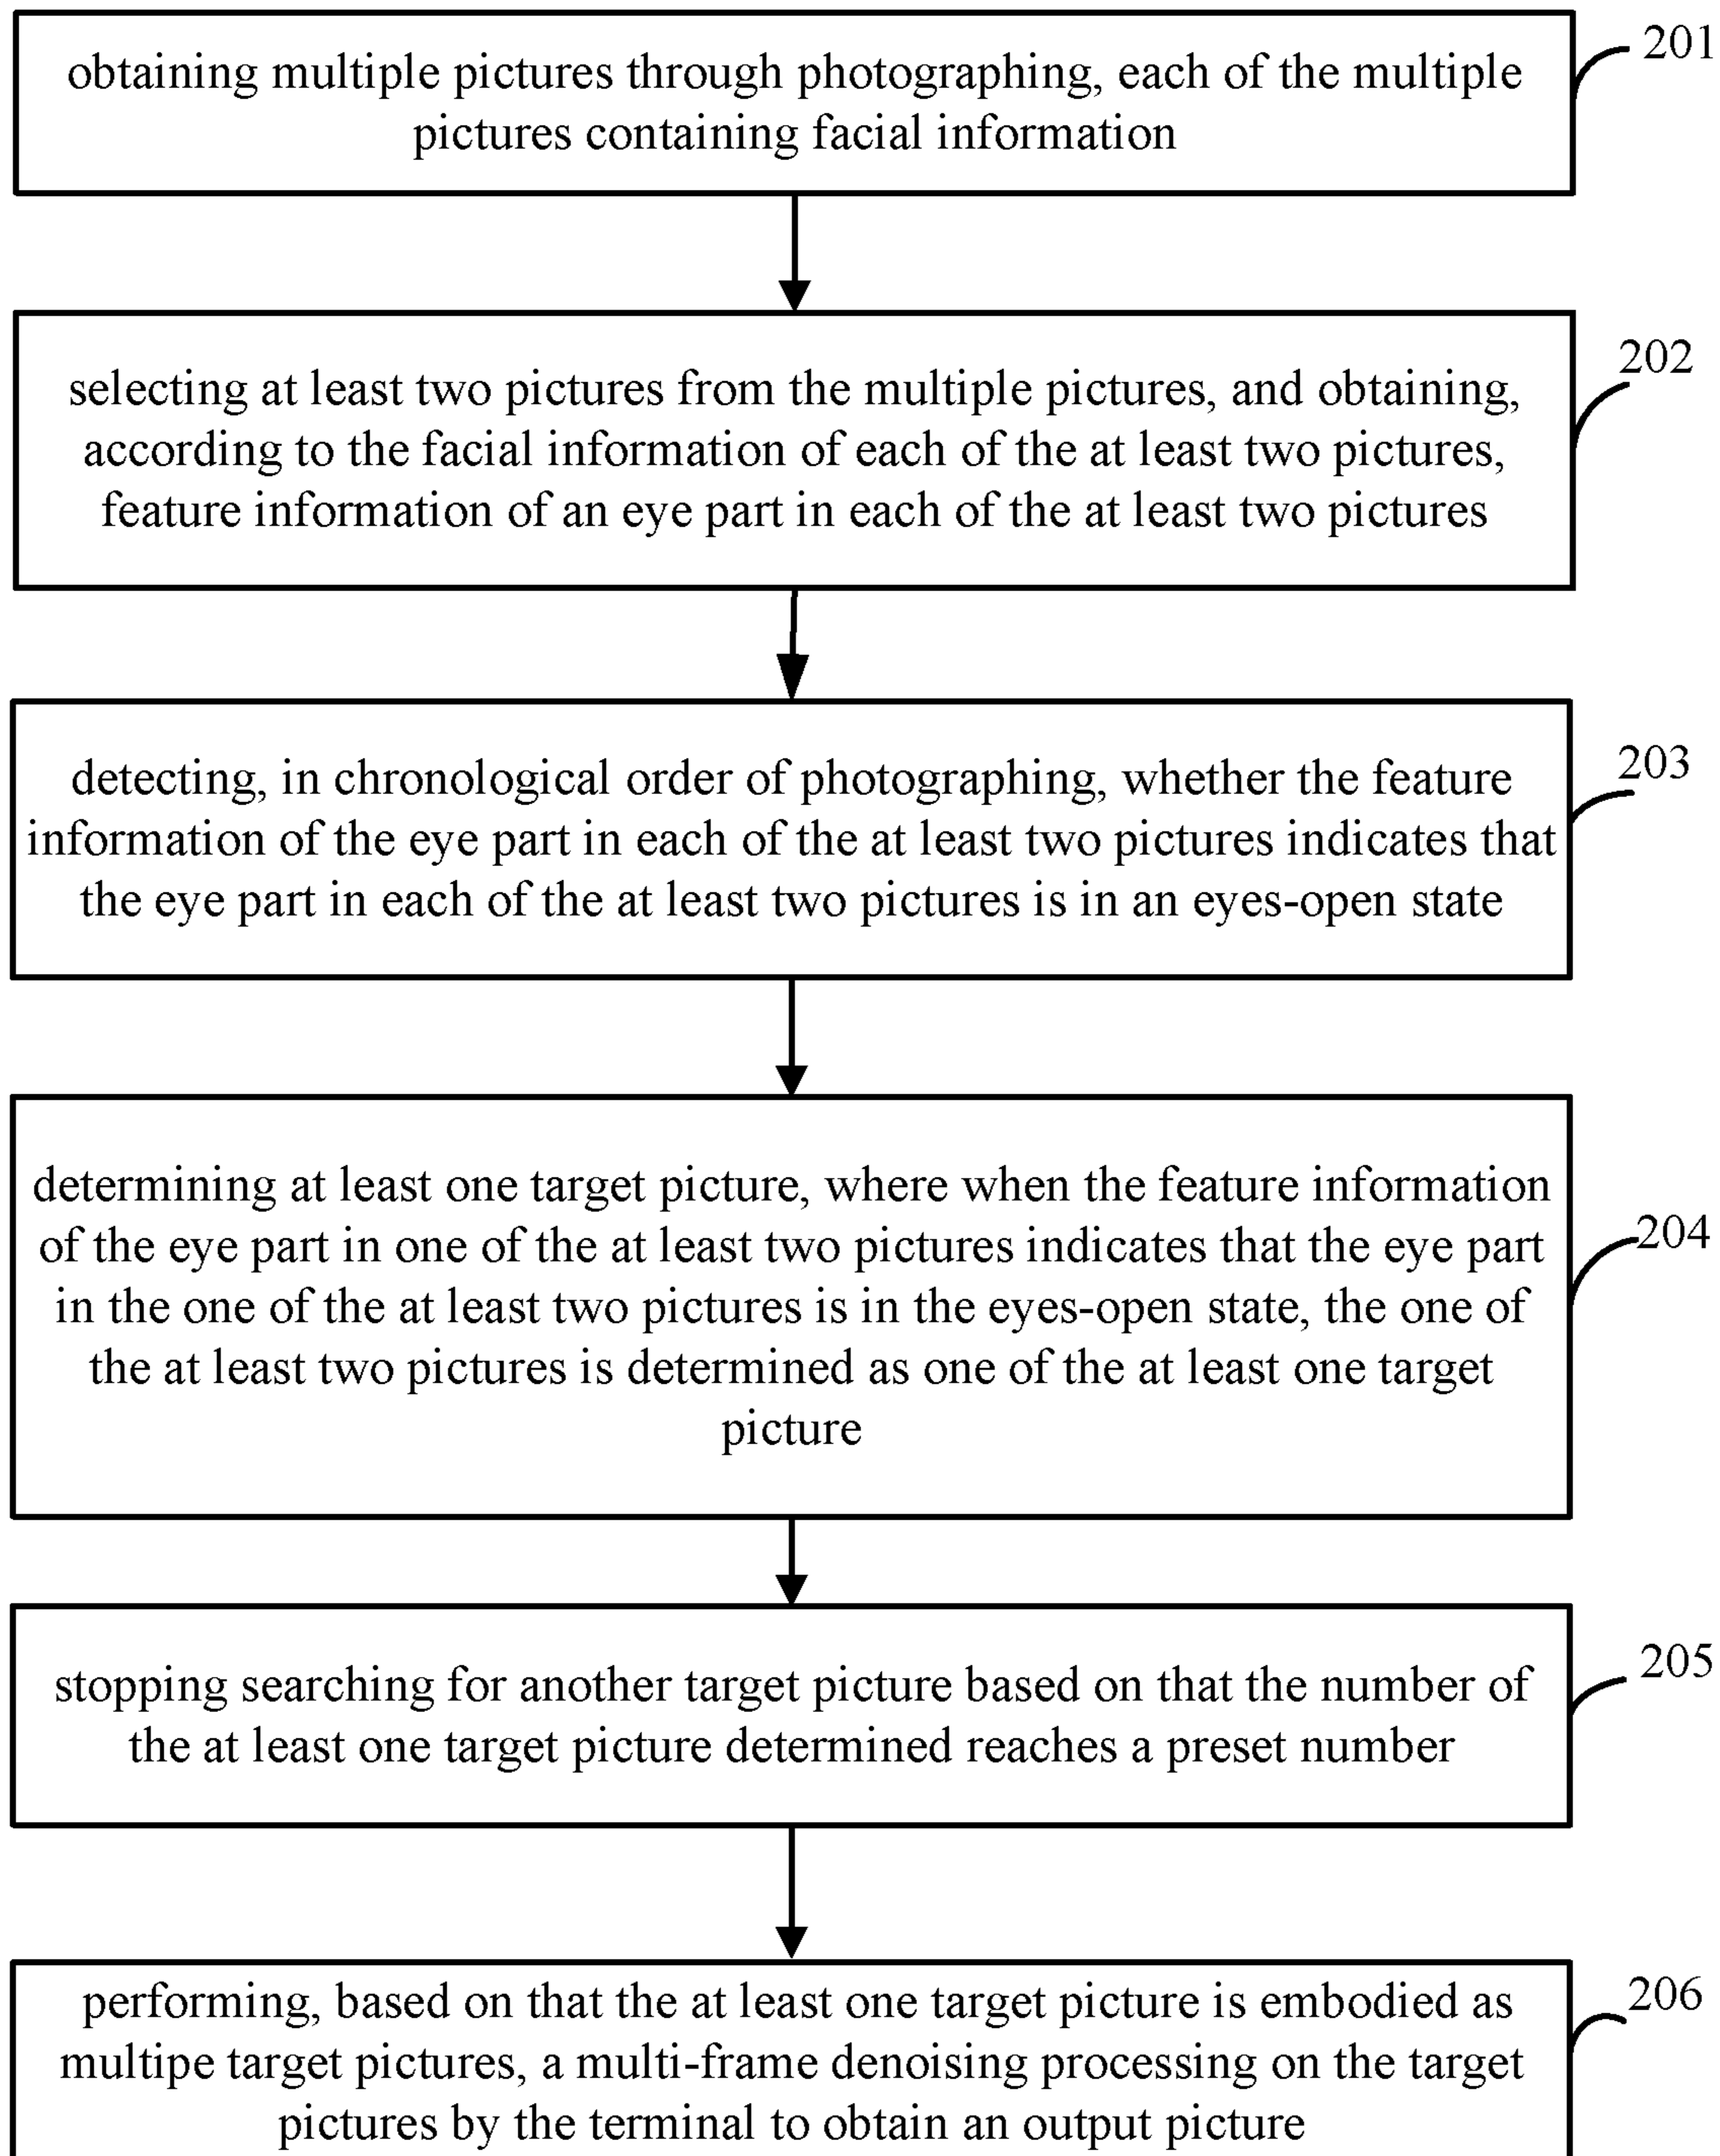 obtaining multiple pictures through photographing, each of the multiple
pictures containing facial information
201
selecting at least two pictures from the multiple pictures, and obtaining,
according to the facial information of each of the at least two pictures,
feature information of an eye part in each of the at least two pictures
202
detecting, in chronological order of photographing, whether the feature
information of the eye part in each of the at least two pictures indicates that
the eye part in each of the at least two pictures is in an eyes-open state
203
determining at least one target picture, where when the feature information
of the eye part in one of the at least two pictures indicates that the eye part
in the one of the at least two pictures is in the eyes-open state, the one of
the at least two pictures is determined as one of the at least one target
picture
204
stopping searching for another target picture based on that the number of
the at least one target picture determined reaches a preset number
205
performing, based on that the at least one target picture is embodied as
multipe target pictures, a multi-frame denoising processing on the target
pictures by the terminal to obtain an output picture
206